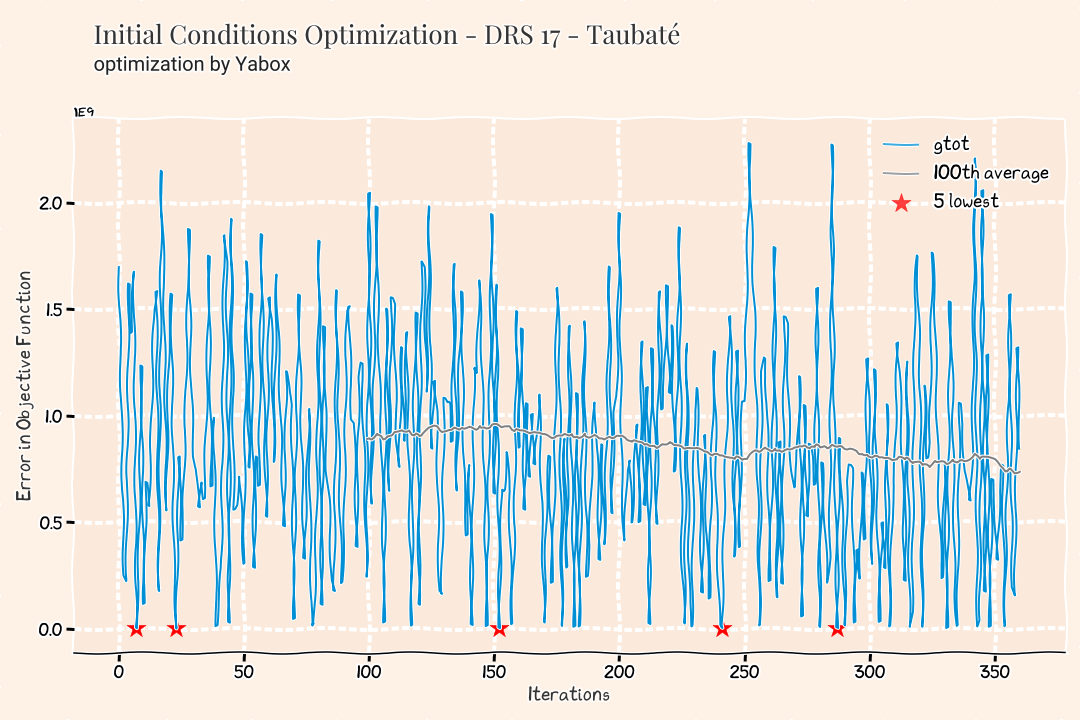 Initial Conditions Optimization - DRS 17 - Taubaté
optimization by Yabox
1E9
gtot
100th average
5 lowest
2.0
1.5
1.0
0.5
0.0
Error in Objective Function
0 50 100 150 200 250 300 350
Iterations